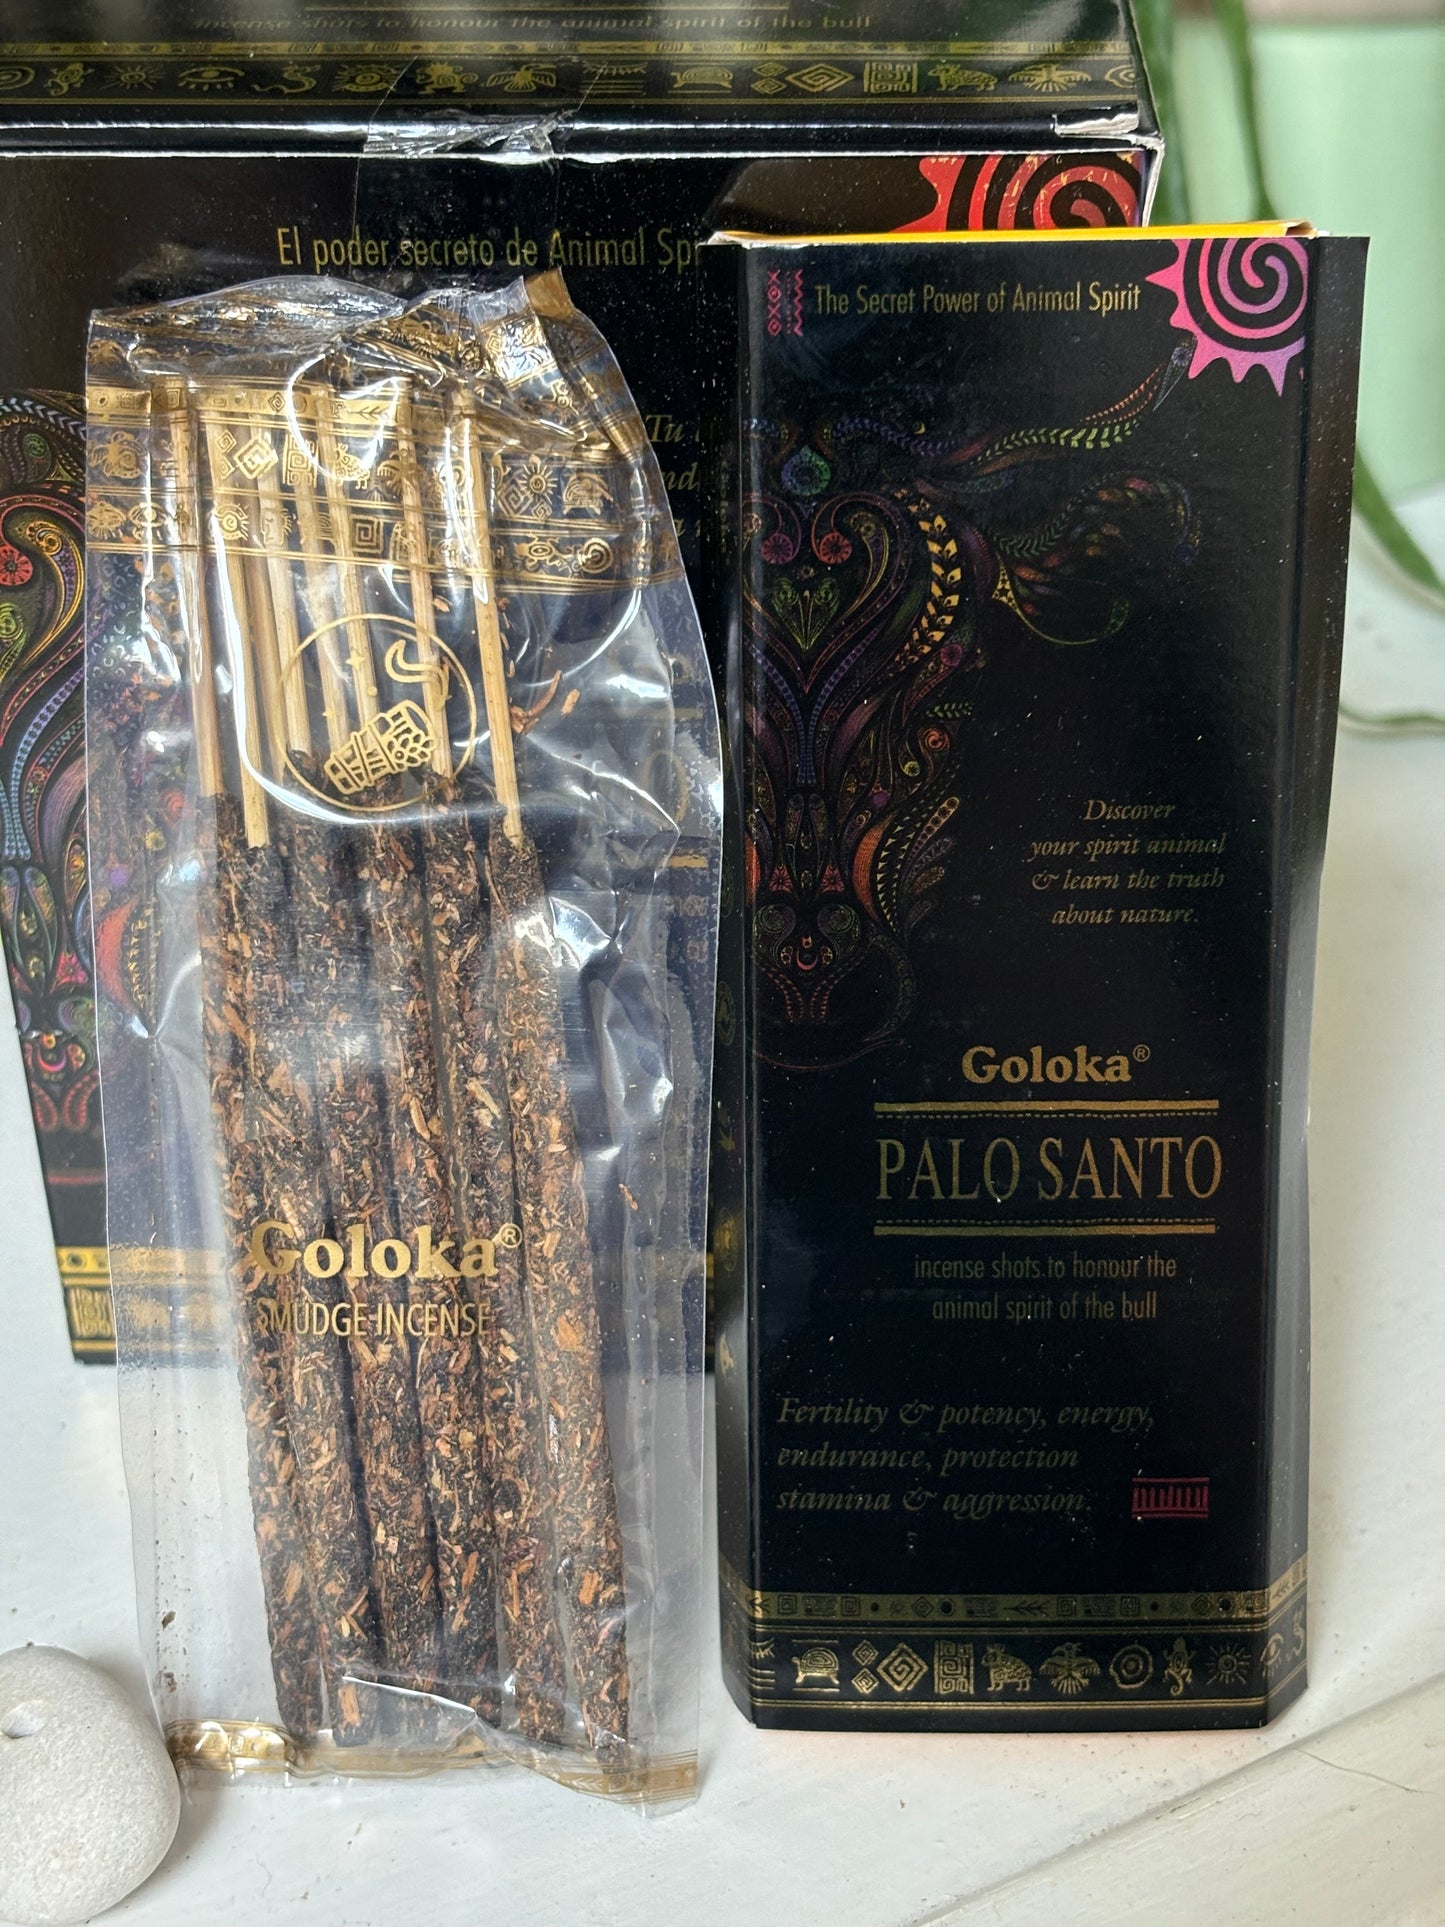 incense shots to honour the animal spirit of the bull
El poder secreto de Animal
The Secret Power of Animal Spirit
Tu
Discover
your spirit animal
& learn the truth
about nature.
Goloka®
PALO SANTO
incense shots to honour the
animal spirit of the bull
Fertility & potency, energy,
endurance, protection
stamina & aggression.
Goloka®
SMUDGE INCENSE